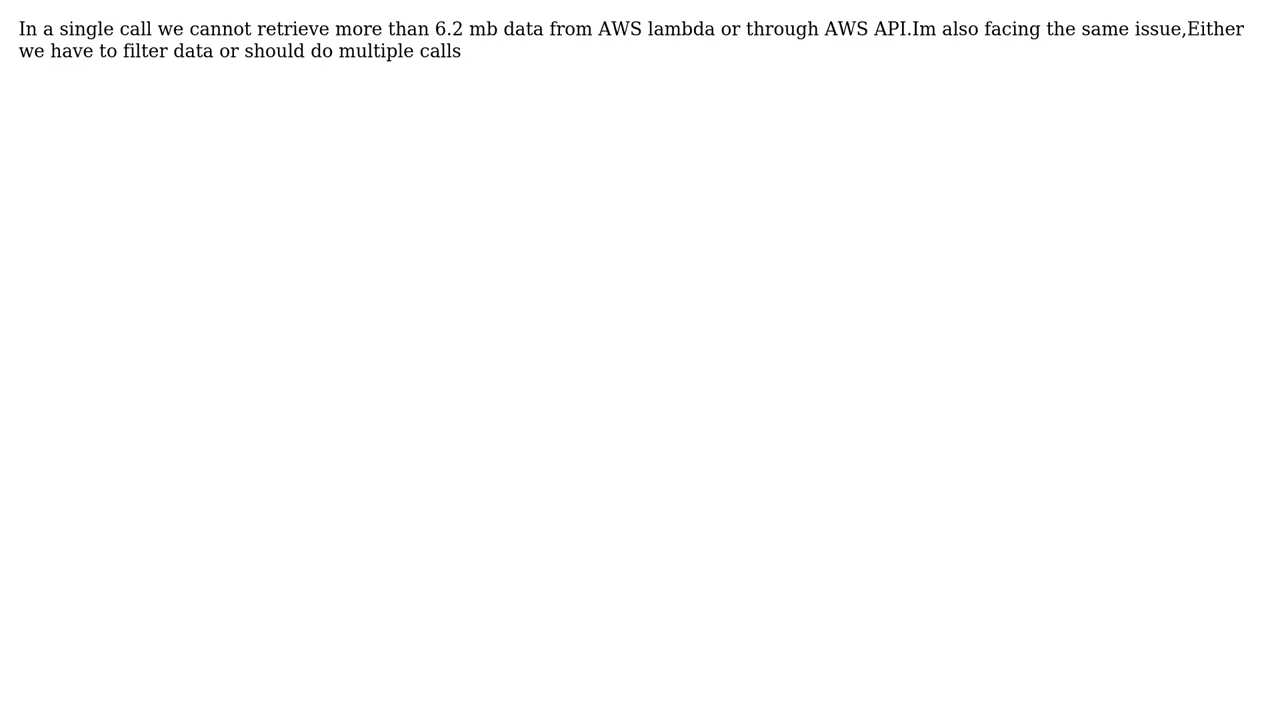 In a single call we cannot retrieve more than 6.2 mb data from AWS lambda or through AWS API.Im also facing the same issue,Either
we have to filter data or should do multiple calls